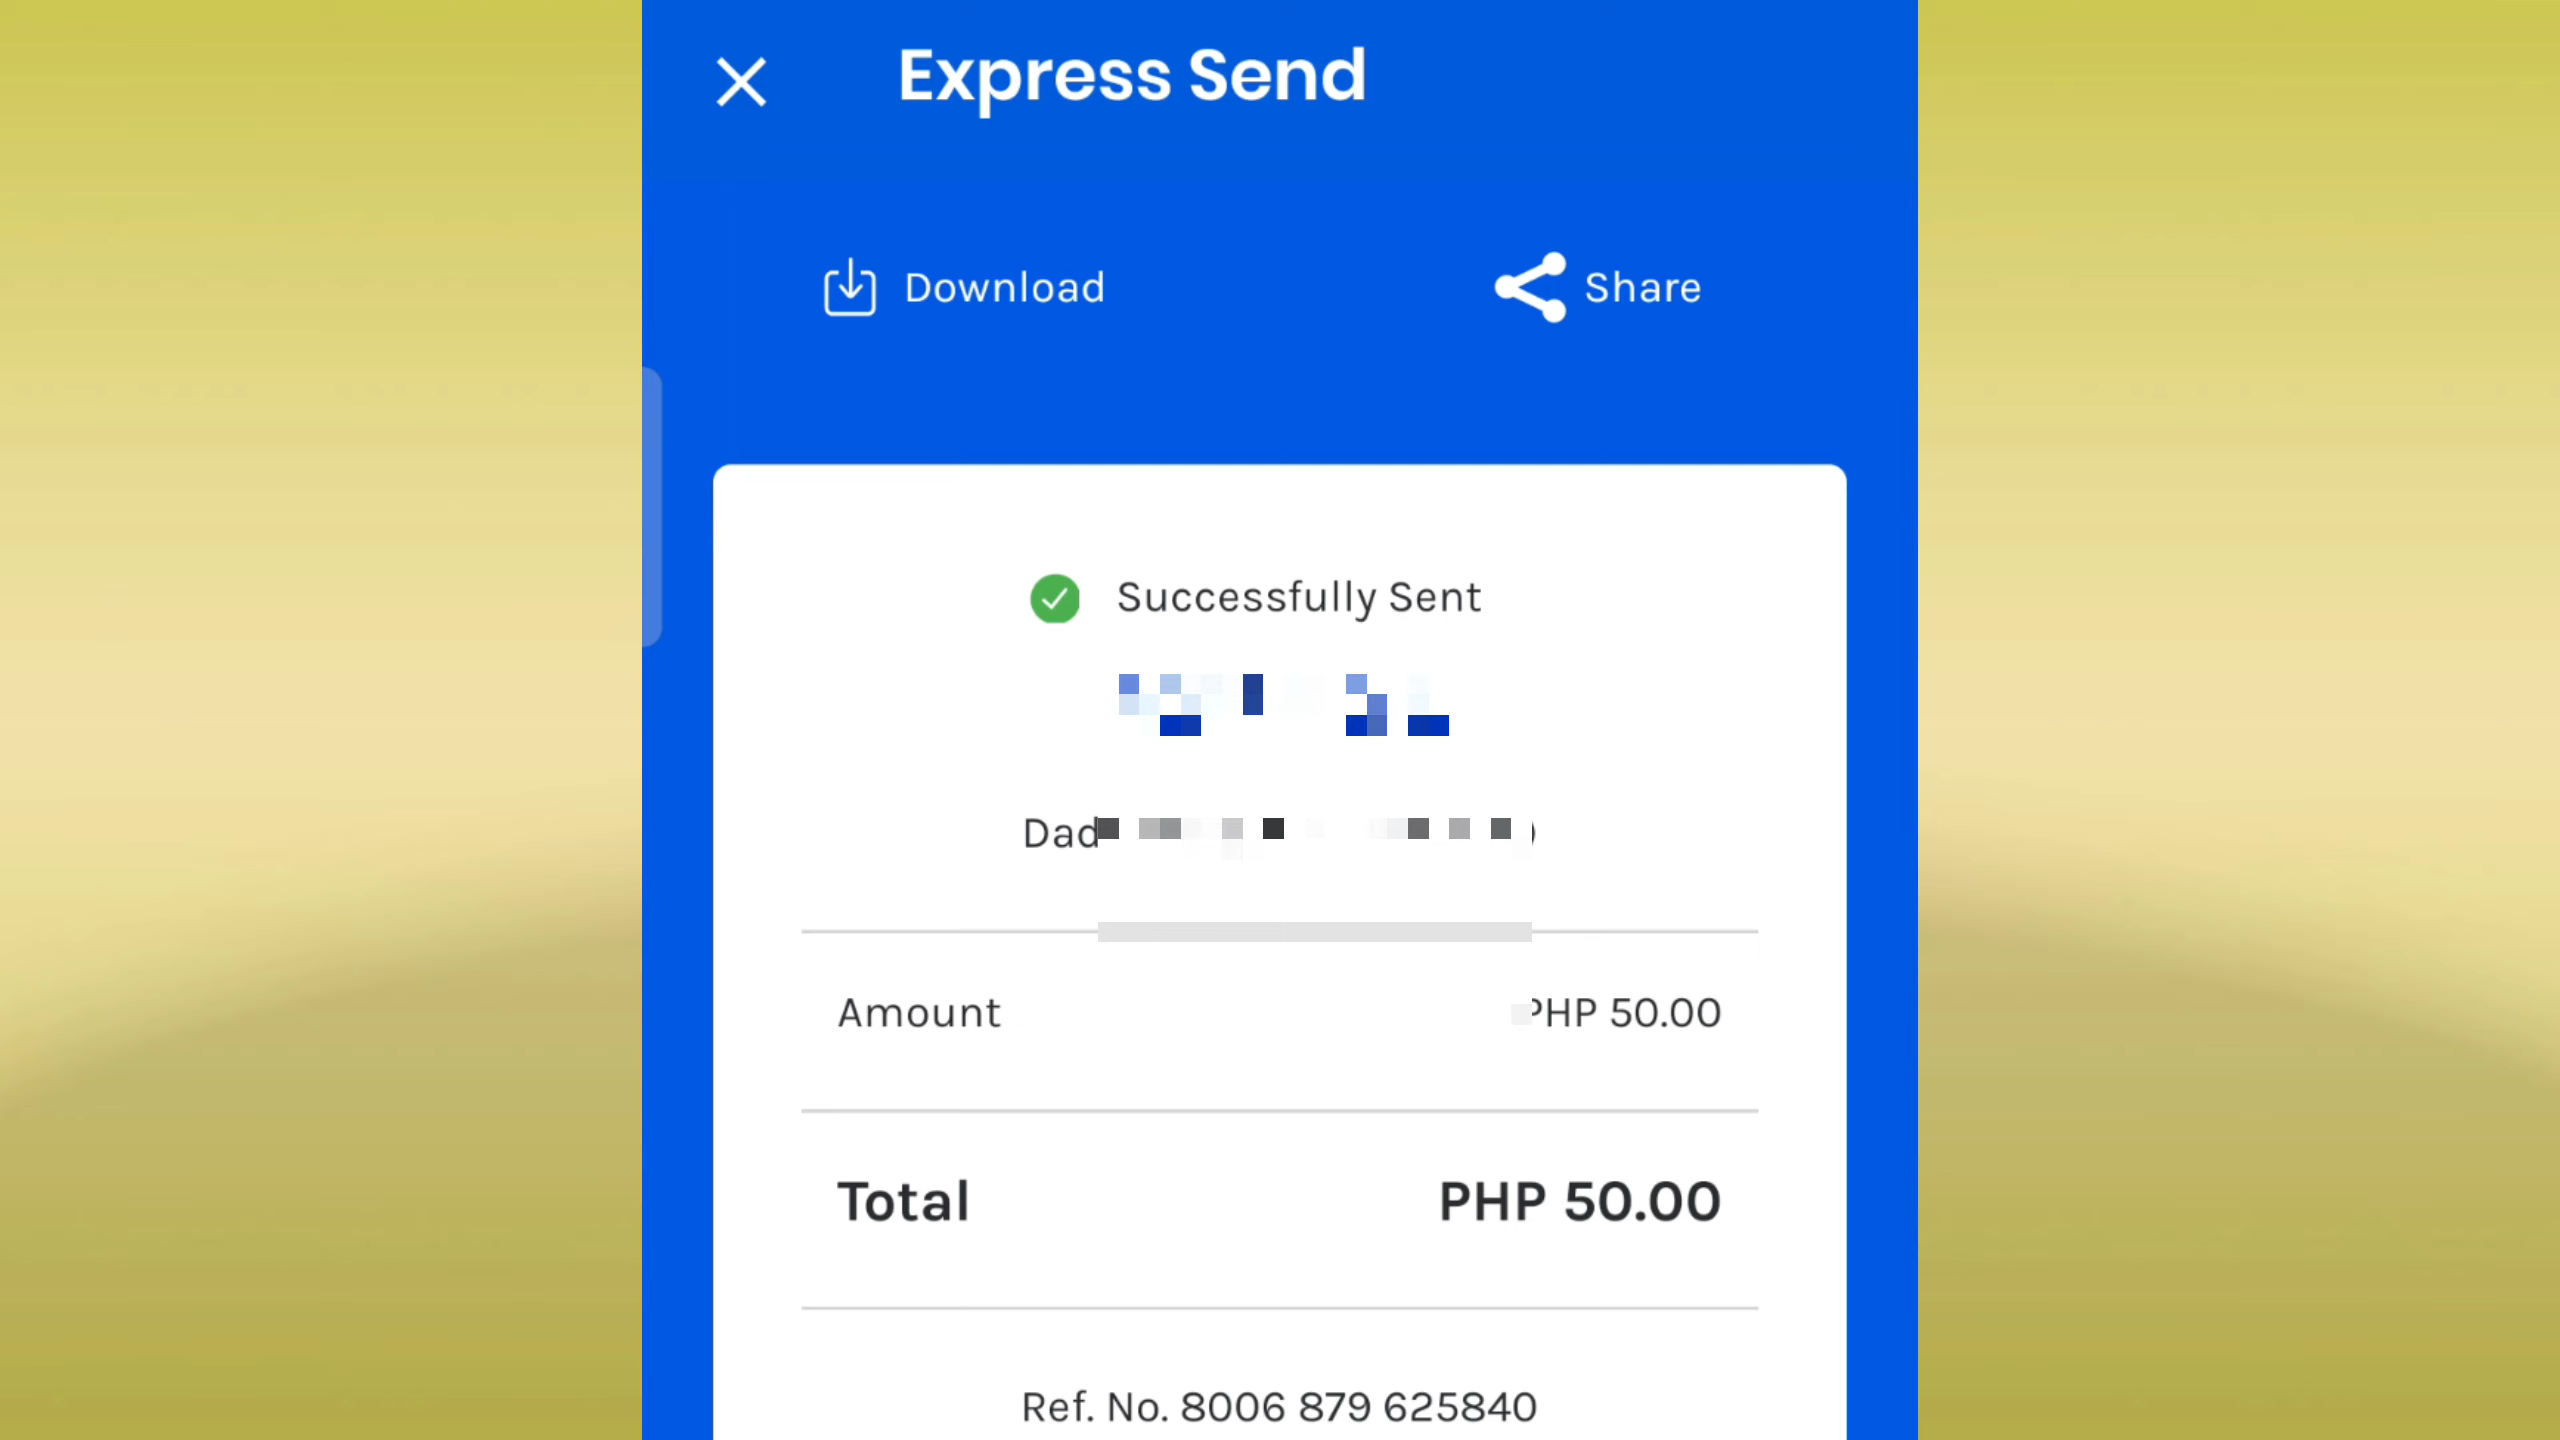 Express Send
Download
Share
Successfully Sent
Dad
Amount PHP 50.00
Total PHP 50.00
Ref. No. 8006 879 625840